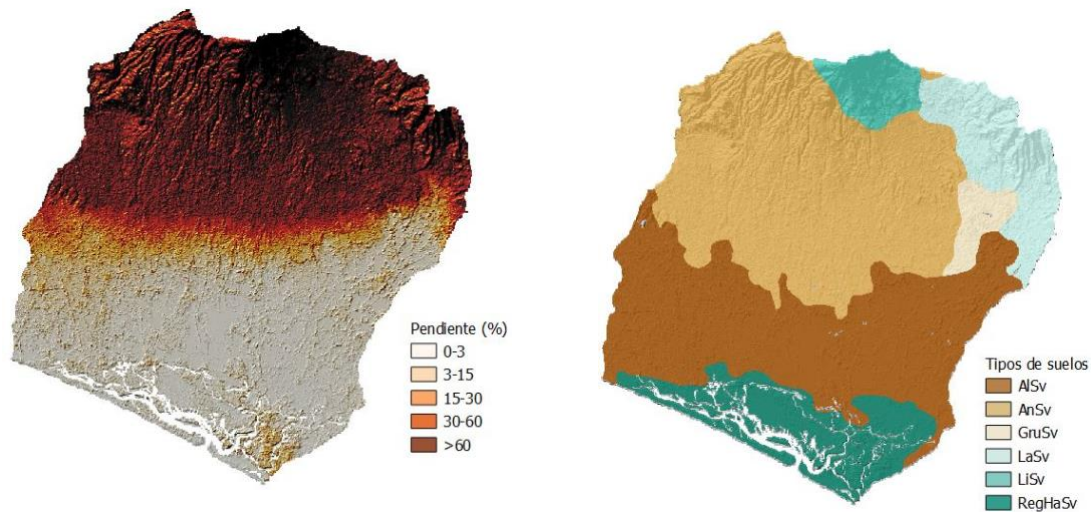 Pendiente (%)
0-3
3-15
15-30
30-60
>60
Tipos de suelos
AlSv
AnSv
GruSv
LaSv
LiSv
RegHaSv